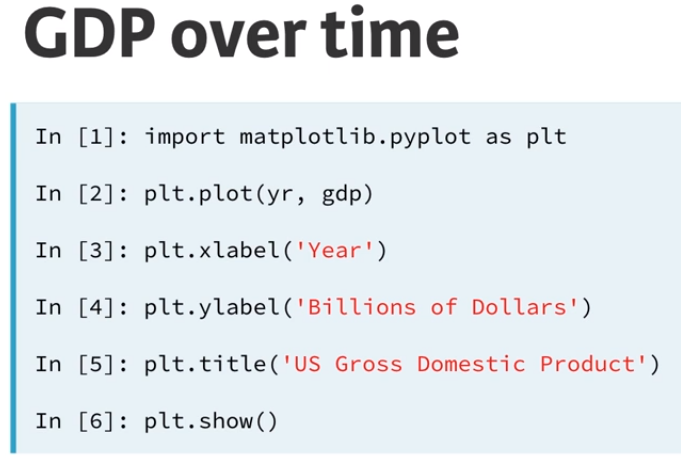 GDP over time
In [1]: import matplotlib.pyplot as plt
In [2]: plt.plot(yr, gdp)
In [3]: plt.xlabel('Year')
In [4]: plt.ylabel('Billions of Dollars')
In [5]: plt.title('US Gross Domestic Product')
In [6]: plt.show()